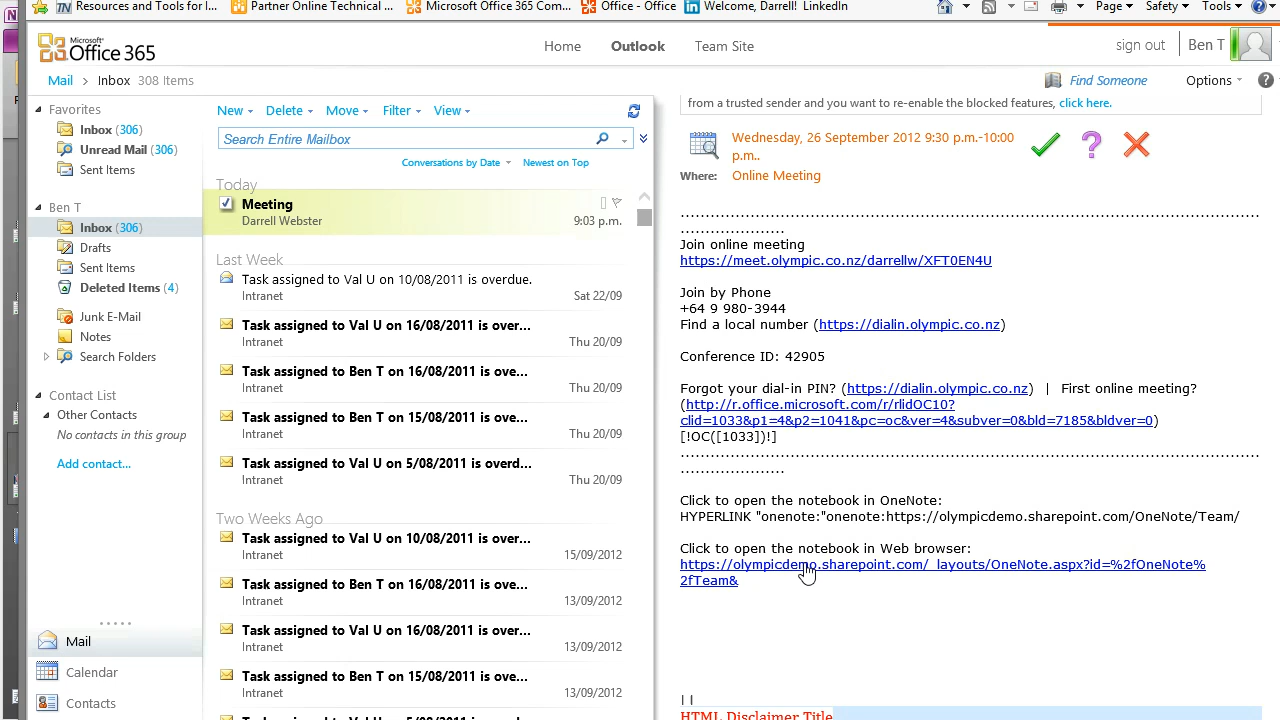 Resources and Tools for I...
Partner Online Technical ...
Microsoft Office 365 Com...
Office - Office
Welcome, Darrell! LinkedIn
Page
Safety
Tools
Microsoft
Office 365
Home
Outlook
Team Site
sign out
Ben T
Mail › Inbox 308 Items
Find Someone
Options
Favorites
Inbox (306)
Unread Mail (306)
Sent Items
Ben T
Inbox (306)
Drafts
Sent Items
Deleted Items (4)
Junk E-Mail
Notes
Search Folders
Contact List
Other Contacts
No contacts in this group
Add contact...
Mail
Calendar
Contacts
New Delete Move Filter View
Search Entire Mailbox
Conversations by Date Newest on Top
Today
Meeting
Darrell Webster 9:03 p.m.
Last Week
Task assigned to Val U on 10/08/2011 is overdue.
Intranet Sat 22/09
Task assigned to Val U on 16/08/2011 is over...
Intranet Thu 20/09
Task assigned to Ben T on 16/08/2011 is ove...
Intranet Thu 20/09
Task assigned to Ben T on 15/08/2011 is ove...
Intranet Thu 20/09
Task assigned to Val U on 5/08/2011 is overd...
Intranet Thu 20/09
Two Weeks Ago
Task assigned to Val U on 10/08/2011 is over...
Intranet 15/09/2012
Task assigned to Ben T on 16/08/2011 is ove...
Intranet 13/09/2012
Task assigned to Val U on 16/08/2011 is over...
Intranet 13/09/2012
Task assigned to Ben T on 15/08/2011 is ove...
Intranet 13/09/2012
from a trusted sender and you want to re-enable the blocked features, click here.
Wednesday, 26 September 2012 9:30 p.m.-10:00
p.m..
Where: Online Meeting
Join online meeting
https://meet.olympic.co.nz/darrellw/XFT0EN4U
Join by Phone
+64 9 980-3944
Find a local number (https://dialin.olympic.co.nz)
Conference ID: 42905
Forgot your dial-in PIN? (https://dialin.olympic.co.nz) | First online meeting?
(http://r.office.microsoft.com/r/rlidOC10?
clid=1033&p1=4&p2=1041&pc=oc&ver=4&subver=0&bld=7185&bldver=0)
[!OC([1033])!]
Click to open the notebook in OneNote:
HYPERLINK "onenote:"onenote:https://olympicdemo.sharepoint.com/OneNote/Team/
Click to open the notebook in Web browser:
https://olympicdemo.sharepoint.com/_layouts/OneNote.aspx?id=%2fOneNote%
2fTeam&
| |
HTML Disclaimer Title